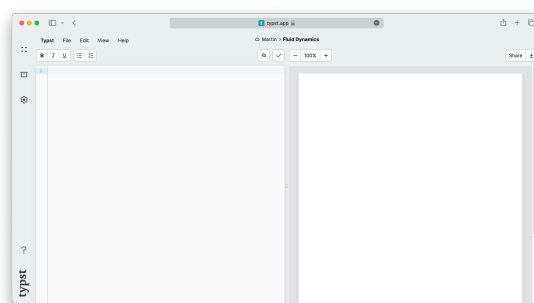 typst.app
Typst File Edit View Help
Martin > Fluid Dynamics
B I U
100%
Share
1
?
typst